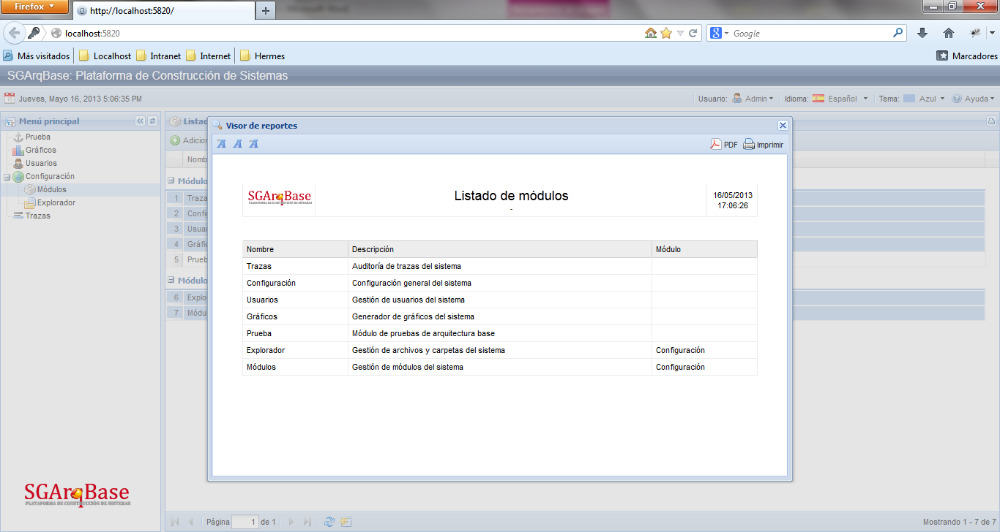 Firefox
http://localhost:5820/
localhost:5820
Google
Más visitados
Localhost
Intranet
Internet
Hermes
Marcadores
SGArqBase: Plataforma de Construcción de Sistemas
Jueves, Mayo 16, 2013 5:06:35 PM
Usuario: Admin
Idioma: Español
Tema: Azul
Ayuda
Menú principal
Prueba
Gráficos
Usuarios
Configuración
Módulos
Explorador
Trazas
SGArqBase
PLATAFORMA DE CONSTRUCCIÓN DE SISTEMAS
Listad
Adicion
Nomb
Módulo
1 Traza
2 Confi
3 Usuar
4 Gráfic
5 Prueb
Módulo
6 Explo
7 Módu
Visor de reportes
PDF
Imprimir
SGArqBase
PLATAFORMA DE CONSTRUCCIÓN DE SISTEMAS
Listado de módulos
-
16/05/2013
17:06:26
Nombre Descripción Módulo
Trazas Auditoría de trazas del sistema
Configuración Configuración general del sistema
Usuarios Gestión de usuarios del sistema
Gráficos Generador de gráficos del sistema
Prueba Módulo de pruebas de arquitectura base
Explorador Gestión de archivos y carpetas del sistema Configuración
Módulos Gestión de módulos del sistema Configuración
Página 1 de 1
Mostrando 1 - 7 de 7